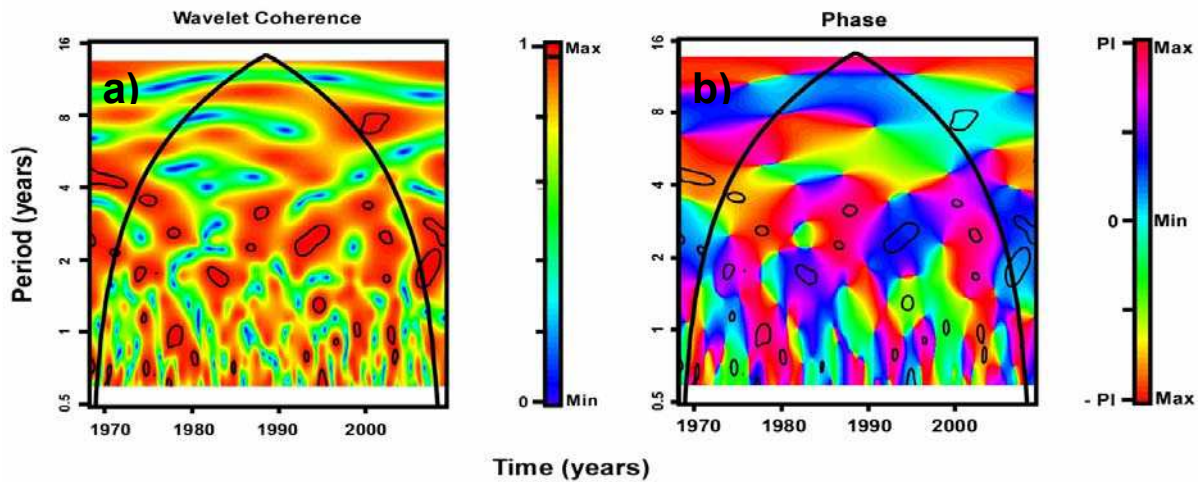 Wavelet Coherence
Phase
a)
b)
Period (years)
16
8
4
2
1
0.5
1970
1980
1990
2000
1
Max
0
Min
16
8
4
2
1
0.5
1970
1980
1990
2000
PI
Max
0
Min
- PI
Max
Time (years)